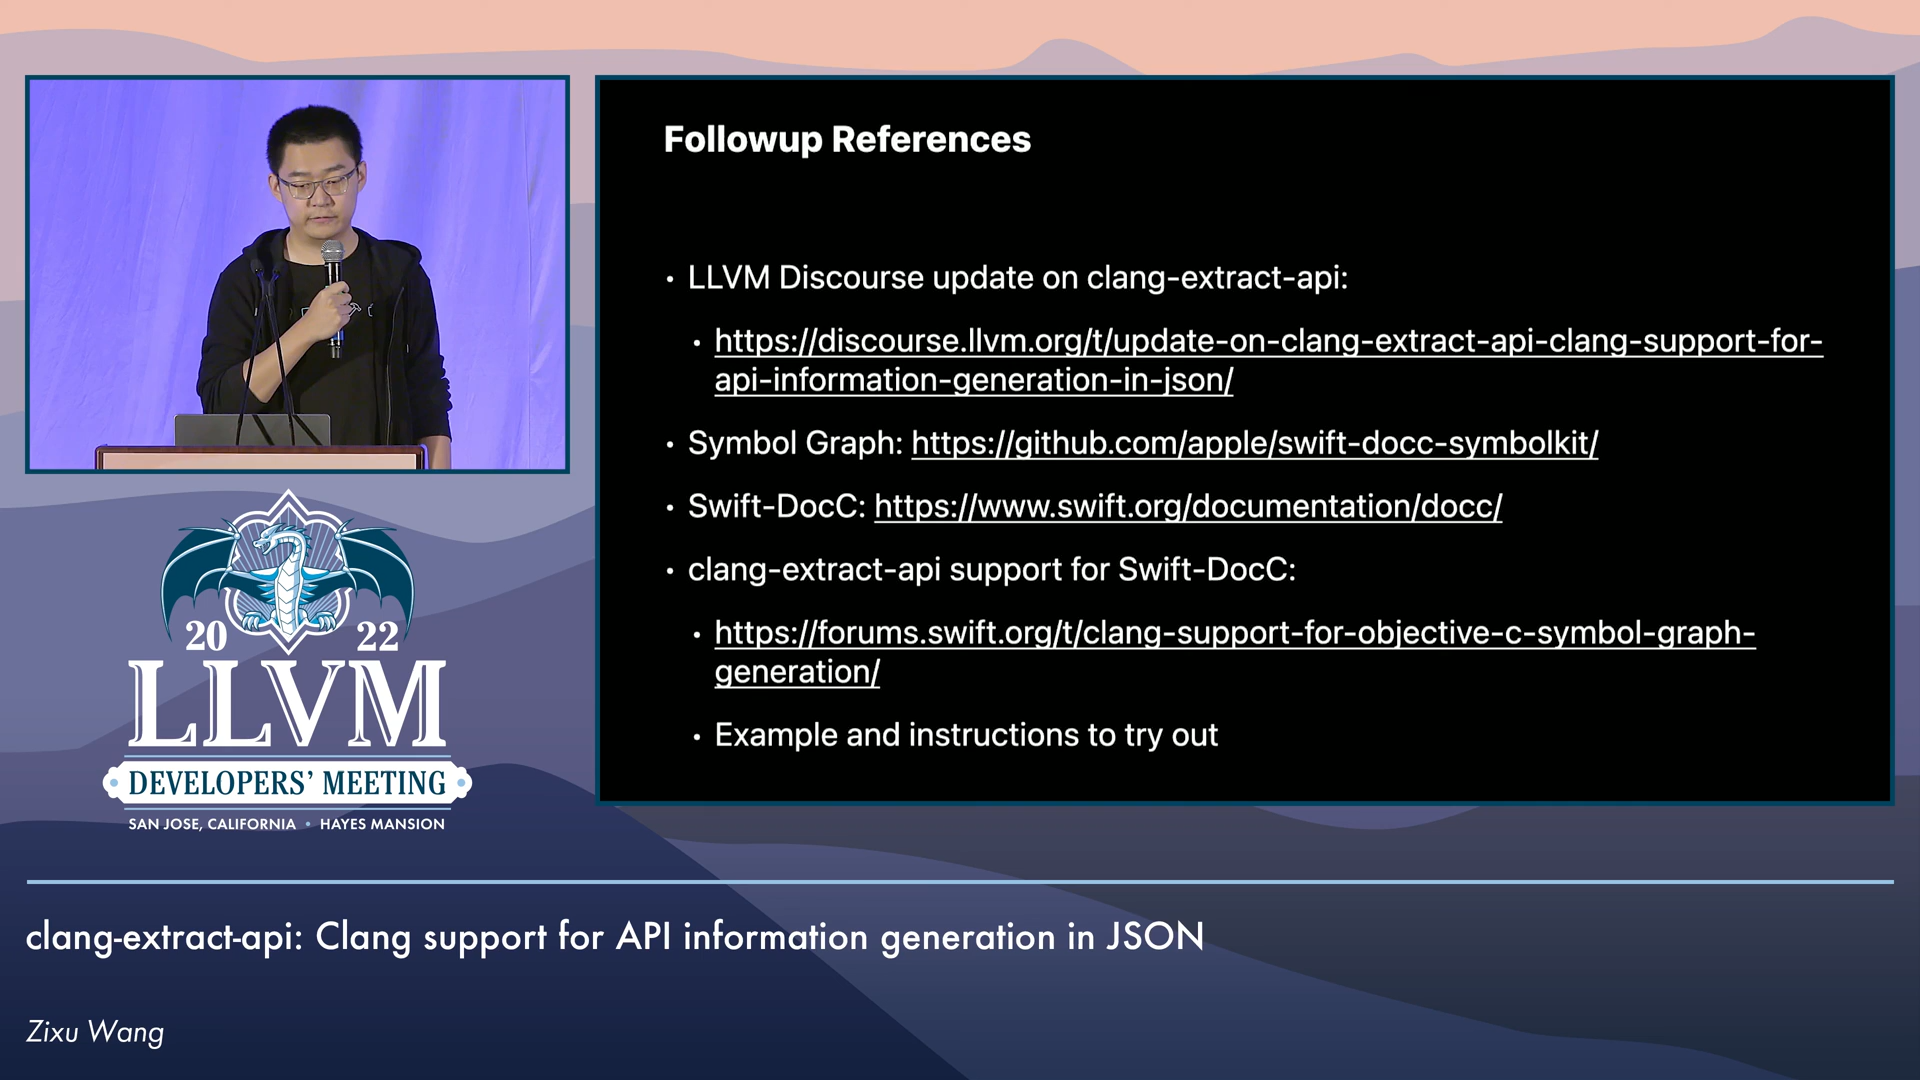 Followup References
• LLVM Discourse update on clang-extract-api:
• https://discourse.llvm.org/t/update-on-clang-extract-api-clang-support-for-
api-information-generation-in-json/
• Symbol Graph: https://github.com/apple/swift-docc-symbolkit/
• Swift-DocC: https://www.swift.org/documentation/docc/
• clang-extract-api support for Swift-DocC:
• https://forums.swift.org/t/clang-support-for-objective-c-symbol-graph-
generation/
• Example and instructions to try out
20 22
LLVM
DEVELOPERS' MEETING
SAN JOSE, CALIFORNIA • HAYES MANSION
clang-extract-api: Clang support for API information generation in JSON
Zixu Wang